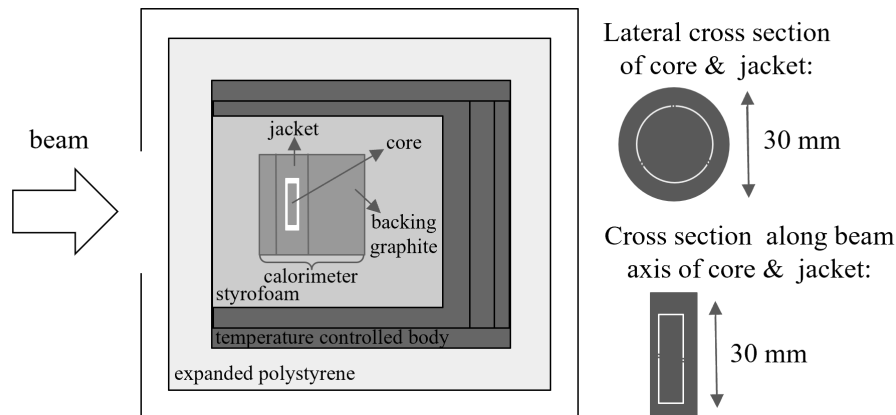 beam
jacket
core
backing
graphite
calorimeter
styrofoam
temperature controlled body
expanded polystyrene
Lateral cross section
of core & jacket:
30 mm
Cross section along beam
axis of core & jacket:
30 mm